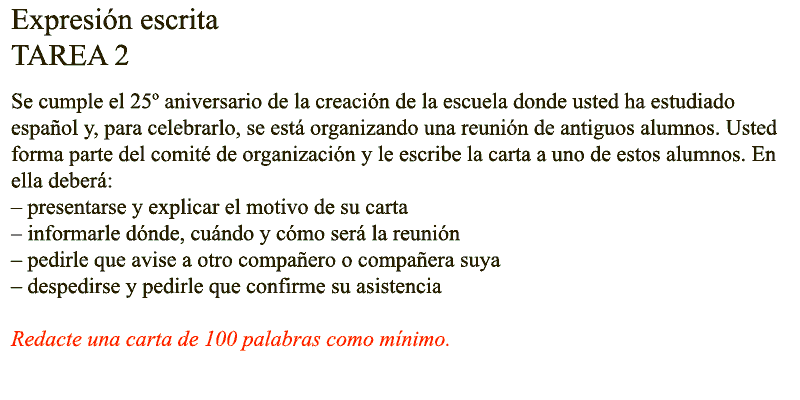 Expresión escrita
TAREA 2
Se cumple el 25º aniversario de la creación de la escuela donde usted ha estudiado
español y, para celebrarlo, se está organizando una reunión de antiguos alumnos. Usted
forma parte del comité de organización y le escribe la carta a uno de estos alumnos. En
ella deberá:
– presentarse y explicar el motivo de su carta
– informarle dónde, cuándo y cómo será la reunión
– pedirle que avise a otro compañero o compañera suya
– despedirse y pedirle que confirme su asistencia
Redacte una carta de 100 palabras como mínimo.